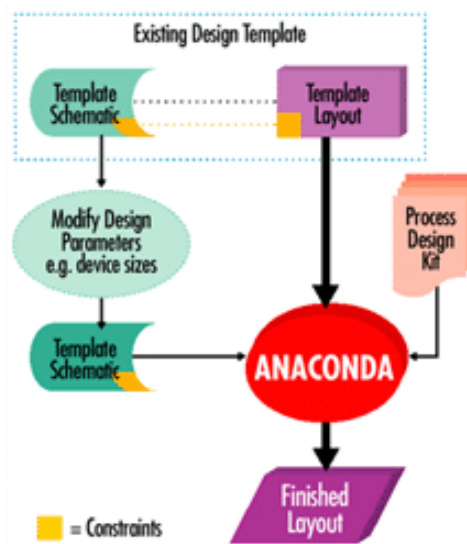 Existing Design Template
Template
Schematic
Template
Layout
Modify Design
Parameters
e.g. device sizes
Process
Design
Kit
Template
Schematic
ANACONDA
Finished
Layout
= Constraints